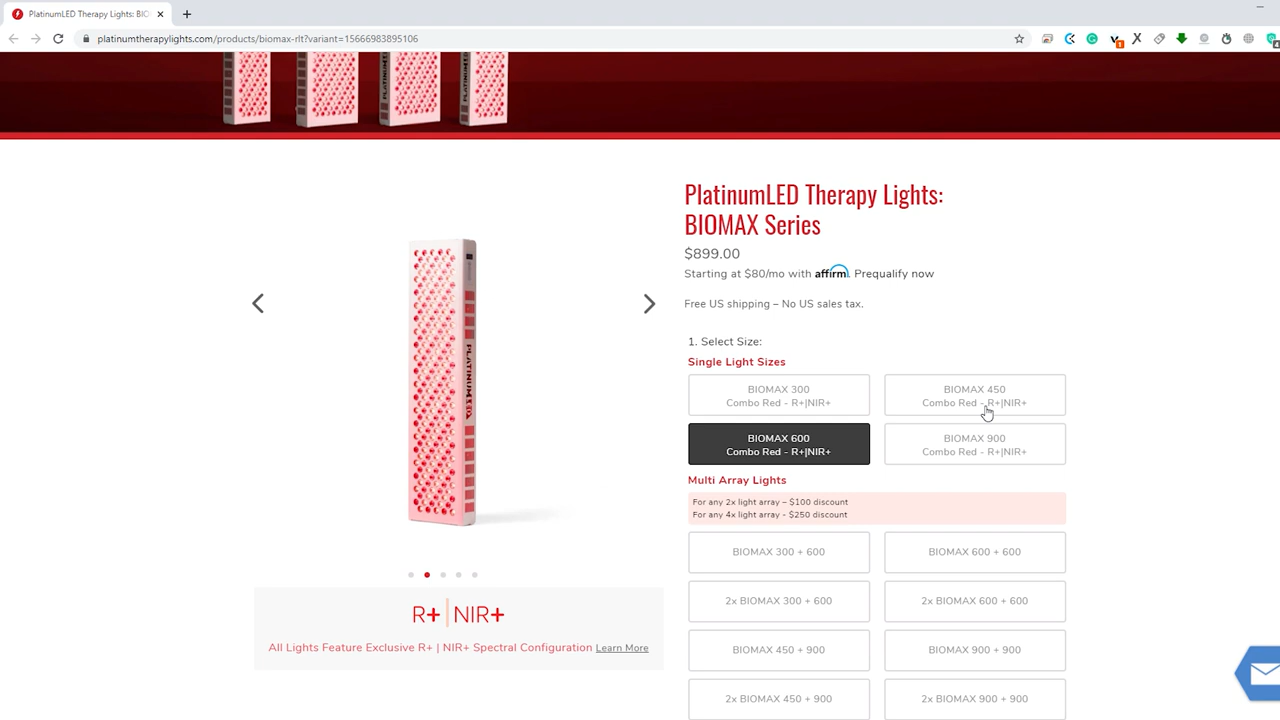 PlatinumLED Therapy Lights: BIO
platinumtherapylights.com/products/biomax-rlt?variant=15666983895106
PlatinumLED Therapy Lights:
BIOMAX Series
$899.00
Starting at $80/mo with affirm. Prequalify now
Free US shipping – No US sales tax.
1. Select Size:
Single Light Sizes
BIOMAX 300
Combo Red - R+|NIR+
BIOMAX 450
Combo Red - R+|NIR+
BIOMAX 600
Combo Red - R+|NIR+
BIOMAX 900
Combo Red - R+|NIR+
Multi Array Lights
For any 2x light array – $100 discount
For any 4x light array - $250 discount
BIOMAX 300 + 600
BIOMAX 600 + 600
2x BIOMAX 300 + 600
2x BIOMAX 600 + 600
BIOMAX 450 + 900
BIOMAX 900 + 900
2x BIOMAX 450 + 900
2x BIOMAX 900 + 900
PLATINUMLED
R+|NIR+
All Lights Feature Exclusive R+ | NIR+ Spectral Configuration Learn More